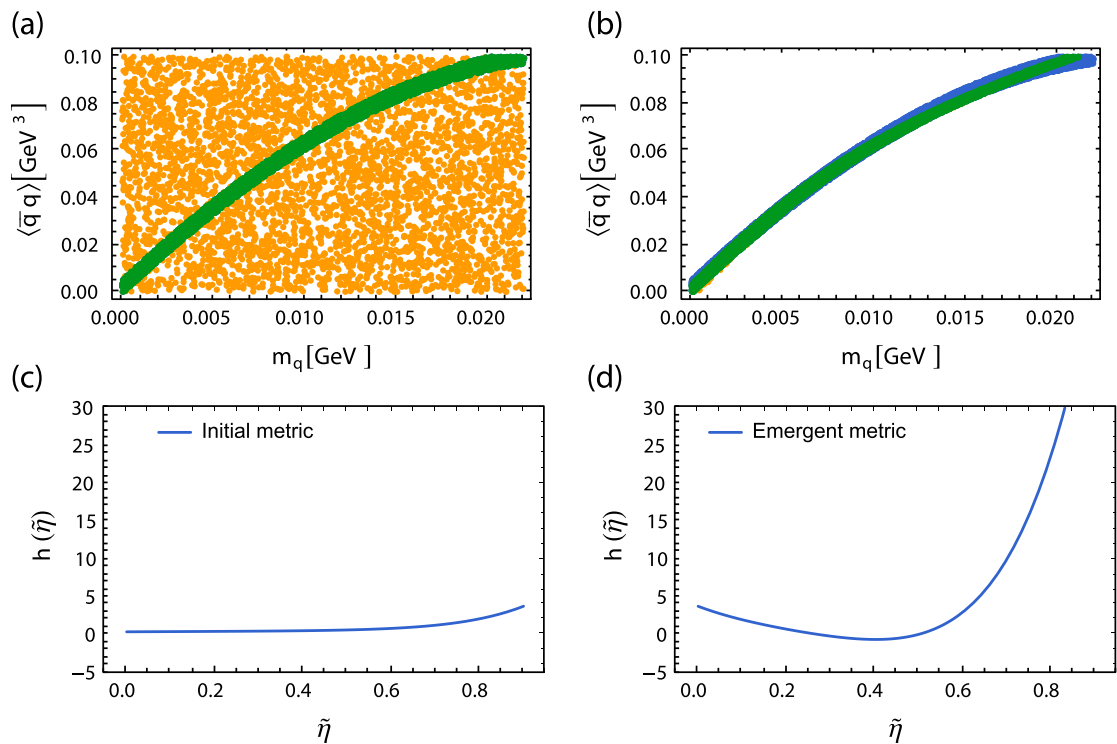 (a)
0.10
0.08
0.06
0.04
0.02
0.00
⟨q̅ q⟩[GeV ³]
0.000 0.005 0.010 0.015 0.020
m_q[GeV ]
(b)
0.10
0.08
0.06
0.04
0.02
0.00
⟨q̅ q⟩[GeV ³]
0.000 0.005 0.010 0.015 0.020
m_q[GeV ]
(c)
30
25
20
15
10
5
0
−5
h (η̃)
Initial metric
0.0 0.2 0.4 0.6 0.8
η̃
(d)
30
25
20
15
10
5
0
−5
h (η̃)
Emergent metric
0.0 0.2 0.4 0.6 0.8
η̃